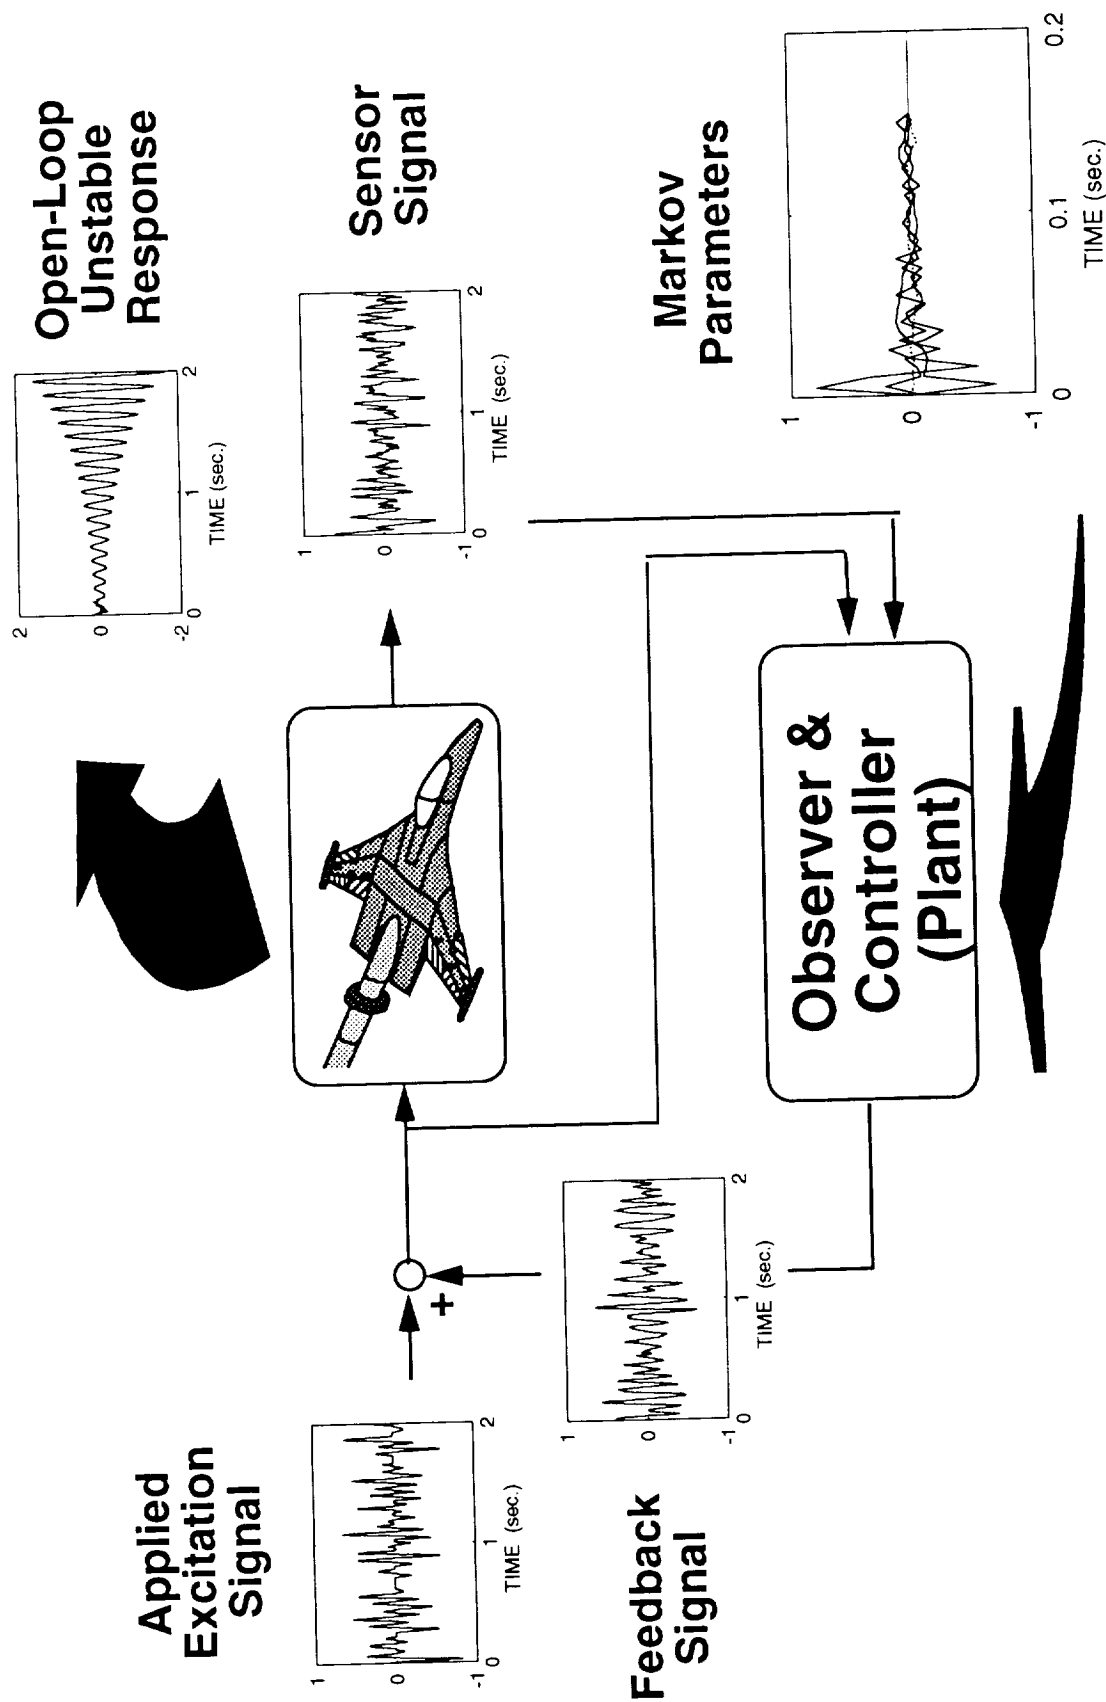 Open-Loop
Unstable
Response
2
0
-2
0
1
2
TIME (sec.)
Applied
Excitation
Signal
1
0
-1
0
1
2
TIME (sec.)
+
Sensor
Signal
1
0
-1
0
1
2
TIME (sec.)
Feedback
Signal
1
0
-1
0
1
2
TIME (sec.)
Observer &
Controller
(Plant)
Markov
Parameters
1
0
-1
0
0.1
0.2
TIME (sec.)